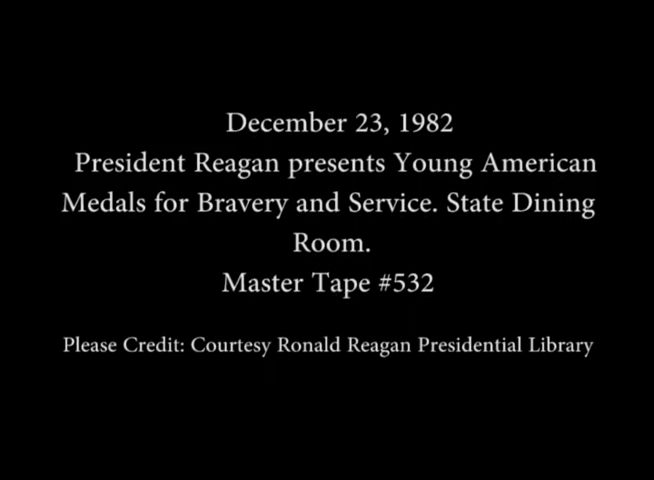 December 23, 1982
President Reagan presents Young American
Medals for Bravery and Service. State Dining
Room.
Master Tape #532
Please Credit: Courtesy Ronald Reagan Presidential Library